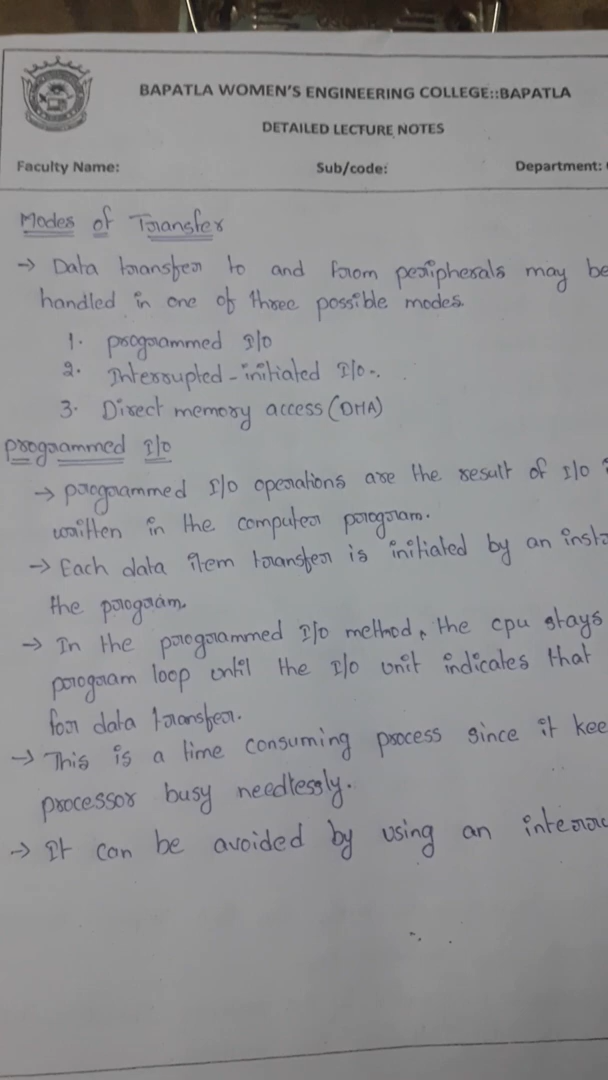 BAPATLA WOMEN'S ENGINEERING COLLEGE::BAPATLA
DETAILED LECTURE NOTES
Faculty Name: Sub/code: Department:
Modes of Transfer
→ Data transfer to and from peripherals may be
handled in one of three possible modes.
1. programmed I/O
2. Interrupted-initiated I/O-.
3. Direct memory access (DMA)
programmed I/O
→ programmed I/O operations are the result of I/O
written in the computer program.
→ Each data item transfer is initiated by an
the program.
→ In the programmed I/O method, the cpu stays
program loop until the I/O unit indicates that
for data transfer.
→ This is a time consuming process since it
processor busy needlessly.
→ It can be avoided by using an